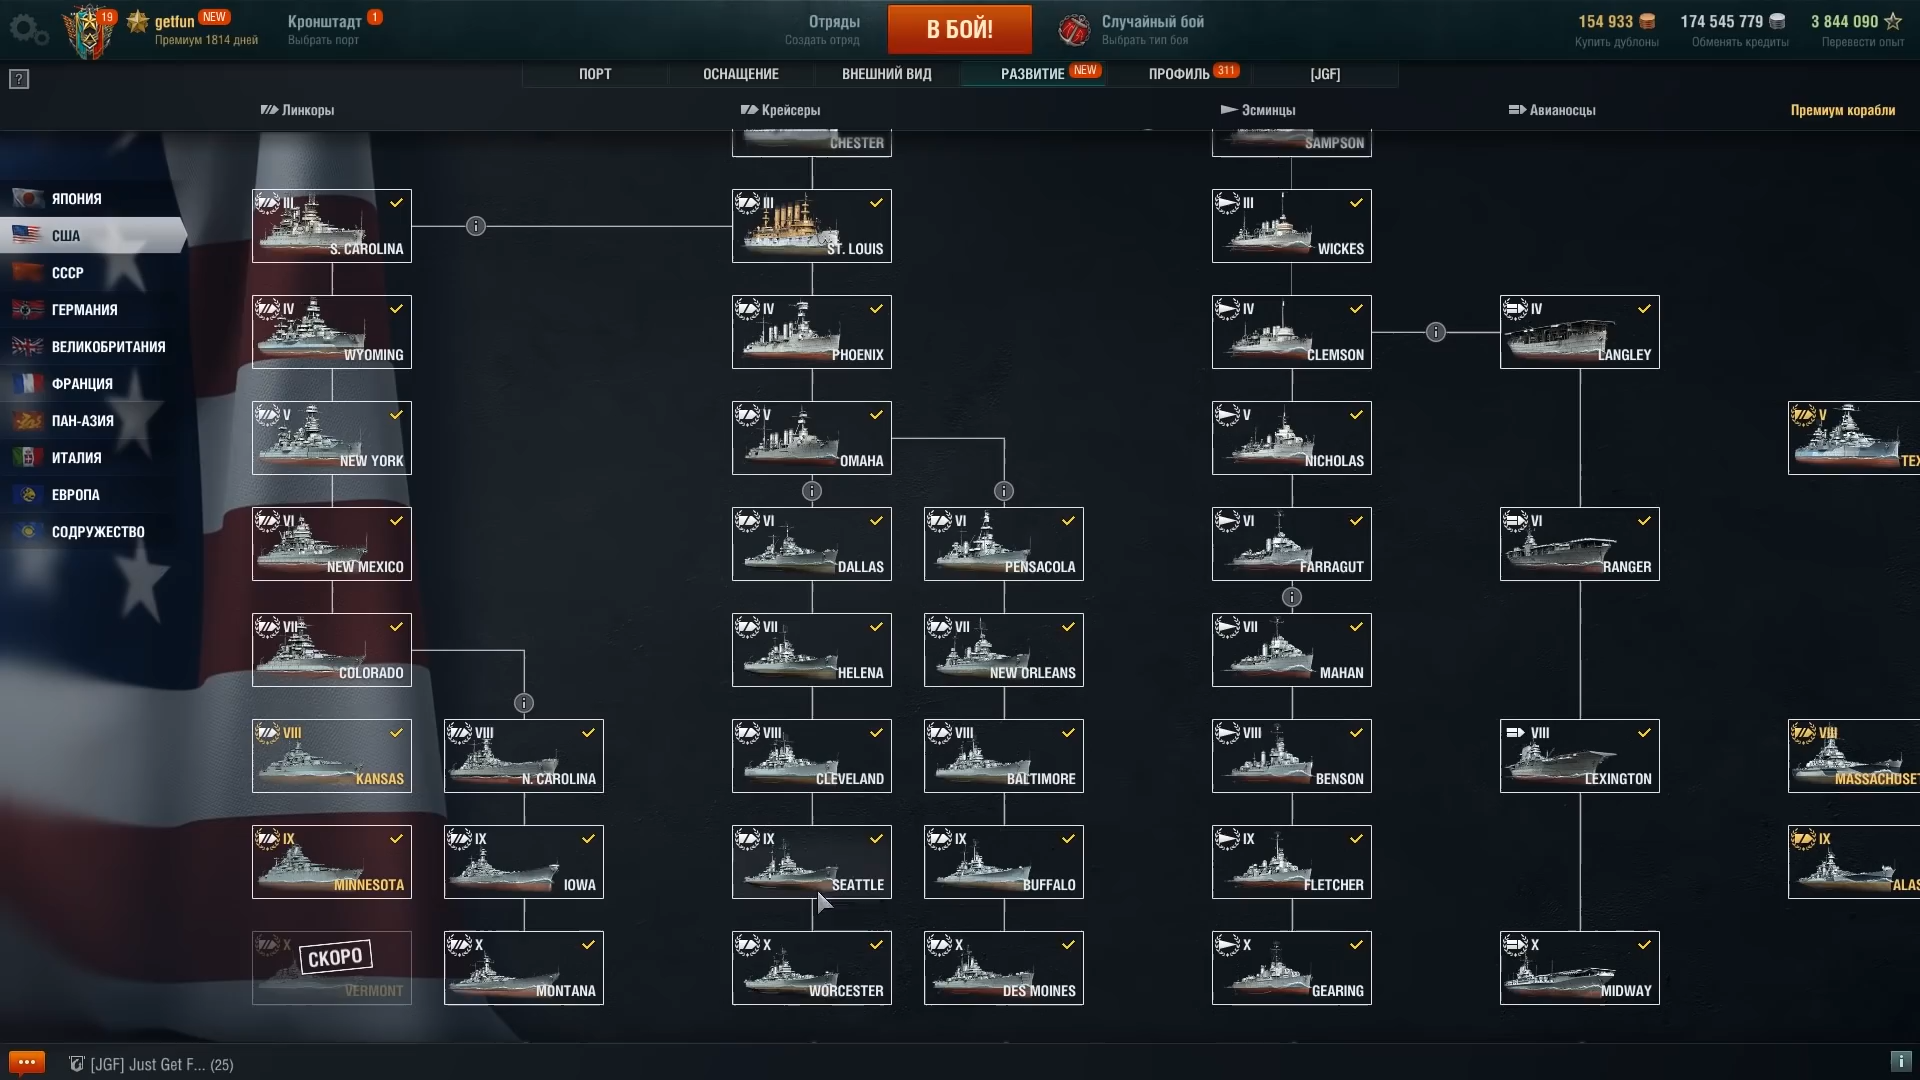 19
getfun NEW
Премиум 1814 дней
Кронштадт 1
Выбрать порт
Отряды
Создать отряд
В БОЙ!
Случайный бой
Выбрать тип боя
154 933
Купить дублоны
174 545 779
Обменять кредиты
3 844 090
Перевести опыт
?
ПОРТ
ОСНАЩЕНИЕ
ВНЕШНИЙ ВИД
РАЗВИТИЕ NEW
ПРОФИЛЬ 311
[JGF]
Линкоры
Крейсеры
Эсминцы
Авианосцы
Премиум корабли
ЯПОНИЯ
США
СССР
ГЕРМАНИЯ
ВЕЛИКОБРИТАНИЯ
ФРАНЦИЯ
ПАН-АЗИЯ
ИТАЛИЯ
ЕВРОПА
СОДРУЖЕСТВО
CHESTER
SAMPSON
III S. CAROLINA
III ST. LOUIS
III WICKES
IV WYOMING
IV PHOENIX
IV CLEMSON
IV LANGLEY
V NEW YORK
V OMAHA
V NICHOLAS
V TEX
VI NEW MEXICO
VI DALLAS
VI PENSACOLA
VI FARRAGUT
VI RANGER
VII COLORADO
VII HELENA
VII NEW ORLEANS
VII MAHAN
VIII KANSAS
VIII N. CAROLINA
VIII CLEVELAND
VIII BALTIMORE
VIII BENSON
VIII LEXINGTON
VIII MASSACHUSET
IX MINNESOTA
IX IOWA
IX SEATTLE
IX BUFFALO
IX FLETCHER
IX ALAS
X СКОРО VERMONT
X MONTANA
X WORCESTER
X DES MOINES
X GEARING
X MIDWAY
[JGF] Just Get F... (25)